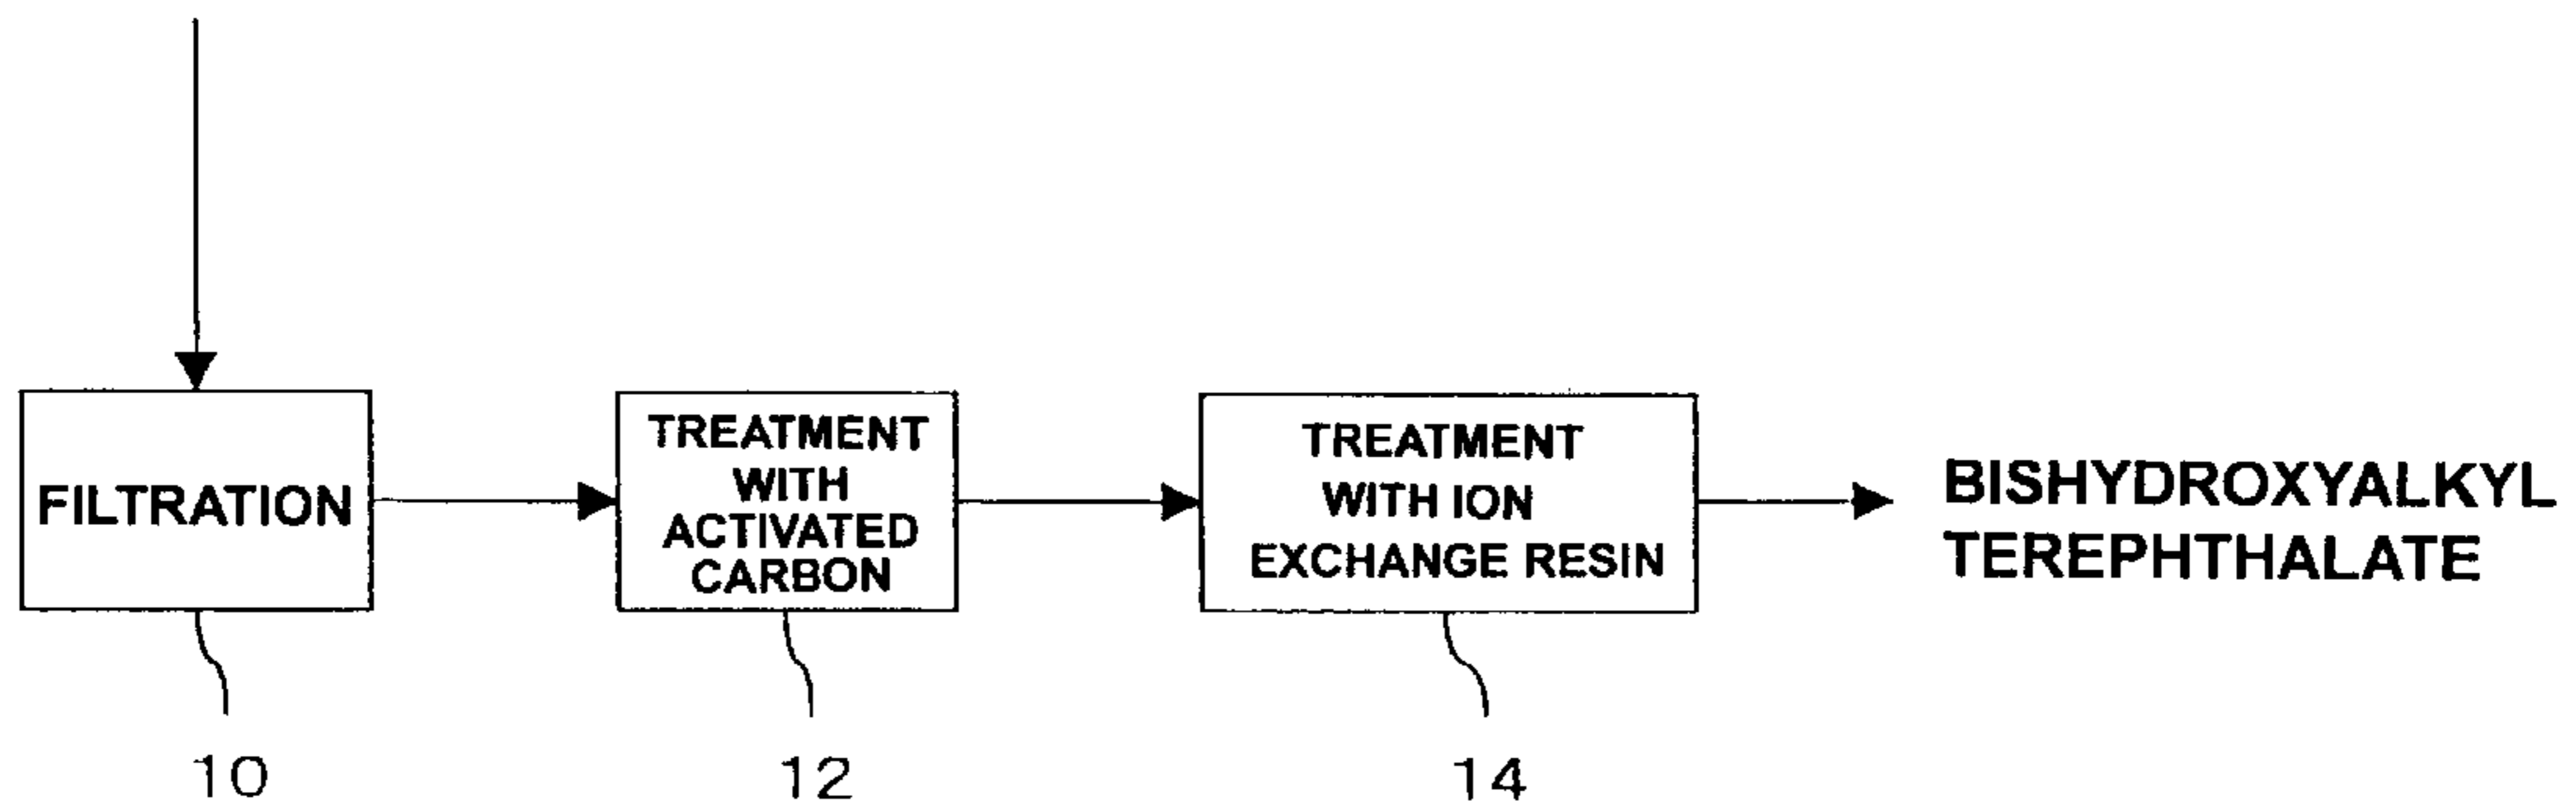 FILTRATION
TREATMENT
WITH
ACTIVATED
CARBON
TREATMENT
WITH ION
EXCHANGE RESIN
BISHYDROXYALKYL
TEREPHTHALATE
10
12
14